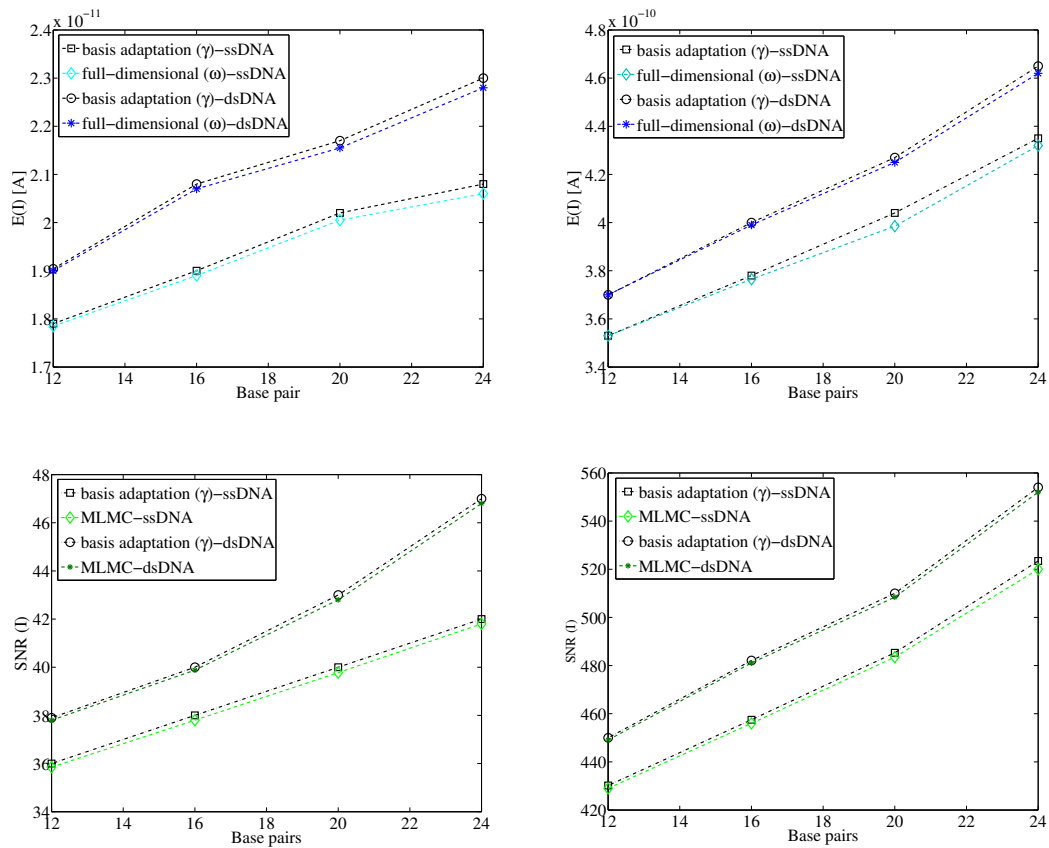 x 10⁻¹¹
2.4
2.3
2.2
2.1
2
1.9
1.8
1.7
E(I) [A]
basis adaptation (γ)−ssDNA
full−dimensional (ω)−ssDNA
basis adaptation (γ)−dsDNA
full−dimensional (ω)−dsDNA
12 14 16 18 20 22 24
Base pair
x 10⁻¹⁰
4.8
4.6
4.4
4.2
4
3.8
3.6
3.4
E(I) [A]
basis adaptation (γ)−ssDNA
full−dimensional (ω)−ssDNA
basis adaptation (γ)−dsDNA
full−dimensional (ω)−dsDNA
12 14 16 18 20 22 24
Base pairs
48
46
44
42
40
38
36
34
SNR (I)
basis adaptation (γ)−ssDNA
MLMC−ssDNA
basis adaptation (γ)−dsDNA
MLMC−dsDNA
12 14 16 18 20 22 24
Base pairs
560
540
520
500
480
460
440
420
SNR (I)
basis adaptation (γ)−ssDNA
MLMC−ssDNA
basis adaptation (γ)−dsDNA
MLMC−dsDNA
12 14 16 18 20 22 24
Base pairs